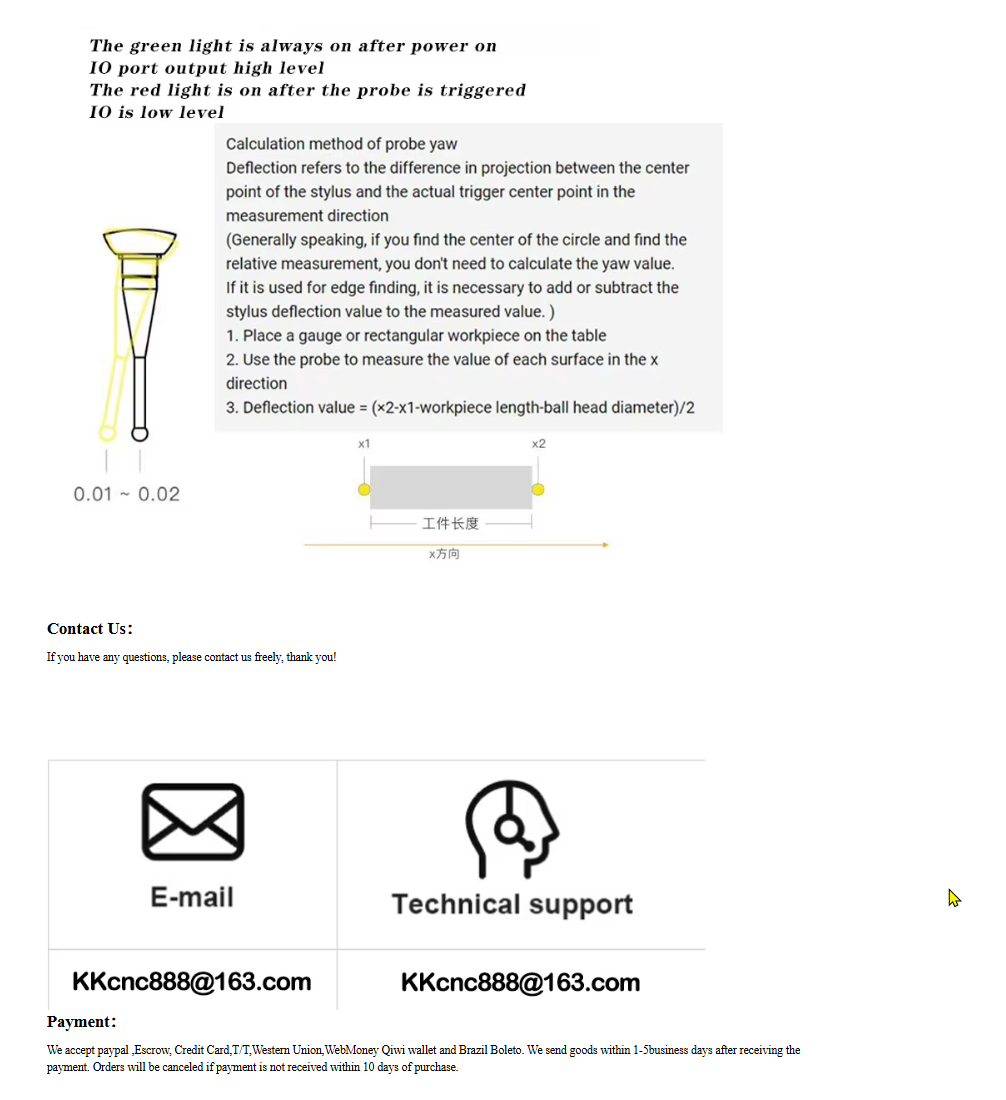 The green light is always on after power on
IO port output high level
The red light is on after the probe is triggered
IO is low level
Calculation method of probe yaw
Deflection refers to the difference in projection between the center
point of the stylus and the actual trigger center point in the
measurement direction
(Generally speaking, if you find the center of the circle and find the
relative measurement, you don't need to calculate the yaw value.
If it is used for edge finding, it is necessary to add or subtract the
stylus deflection value to the measured value. )
1. Place a gauge or rectangular workpiece on the table
2. Use the probe to measure the value of each surface in the x
direction
3. Deflection value = (×2-x1-workpiece length-ball head diameter)/2
0.01 ~ 0.02
x1 x2
工件长度
x方向
Contact Us：
If you have any questions, please contact us freely, thank you!
E-mail
Technical support
KKcnc888@163.com
KKcnc888@163.com
Payment：
We accept paypal ,Escrow, Credit Card,T/T,Western Union,WebMoney Qiwi wallet and Brazil Boleto. We send goods within 1-5business days after receiving the
payment. Orders will be canceled if payment is not received within 10 days of purchase.